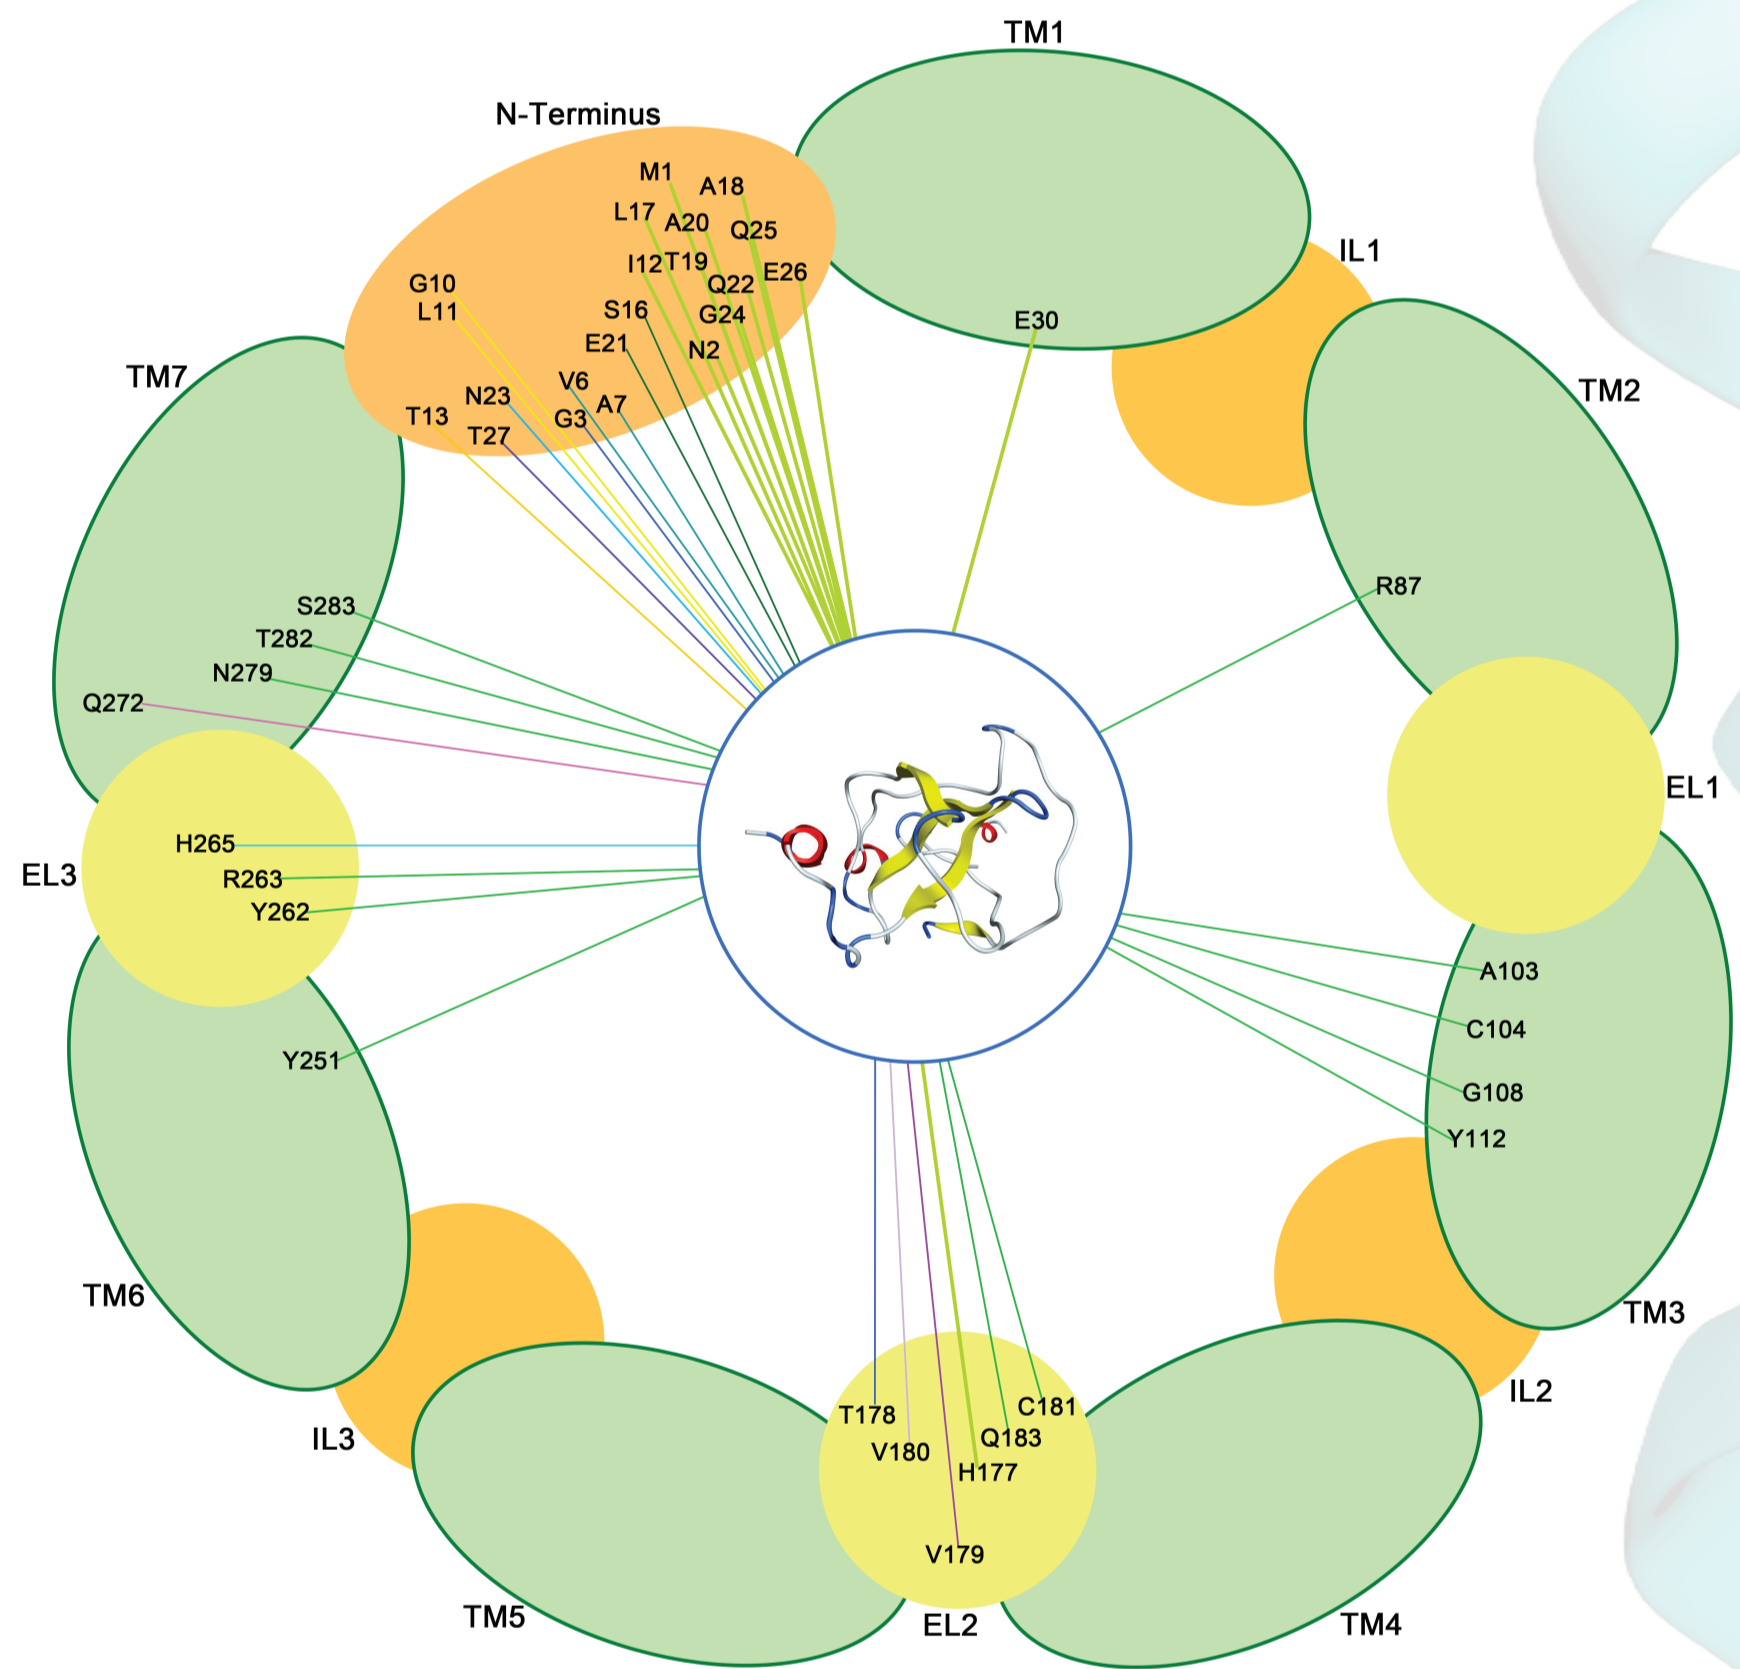 TM1
N-Terminus
M1
A18
L17
A20
Q25
I12
T19
E26
Q22
G10
L11
S16
G24
E21
N2
V6
N23
A7
G3
T13
T27
E30
IL1
TM2
R87
TM7
S283
T282
N279
Q272
EL1
H265
R263
Y262
EL3
A103
C104
G108
Y112
Y251
TM6
TM3
IL2
IL3
T178
C181
Q183
V180
H177
V179
TM5
EL2
TM4